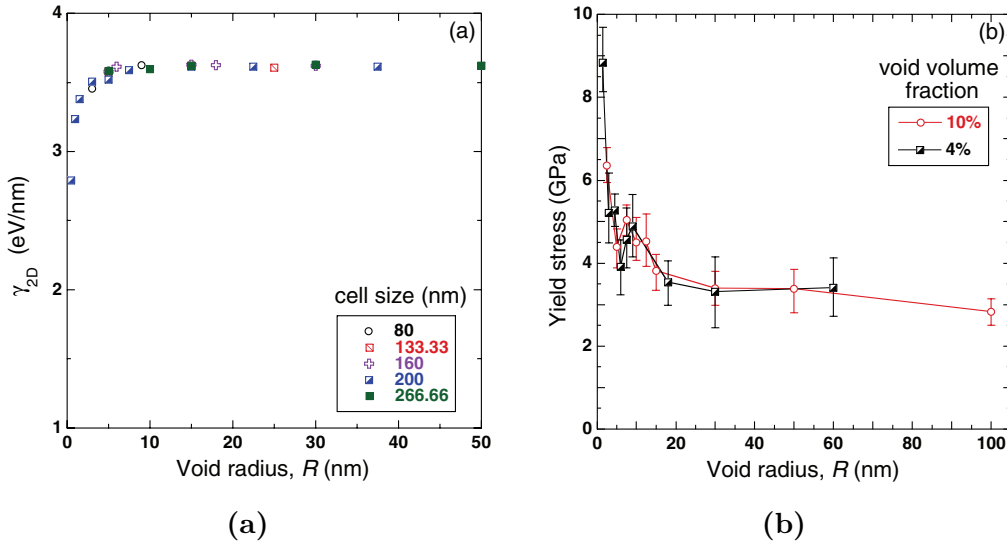 (a)
4
3
2
1
γ2D (eV/nm)
cell size (nm)
80
133.33
160
200
266.66
0 10 20 30 40 50
Void radius, R (nm)
(a)
(b)
10
8
6
4
2
0
Yield stress (GPa)
void volume
fraction
10%
4%
0 20 40 60 80 100
Void radius, R (nm)
(b)